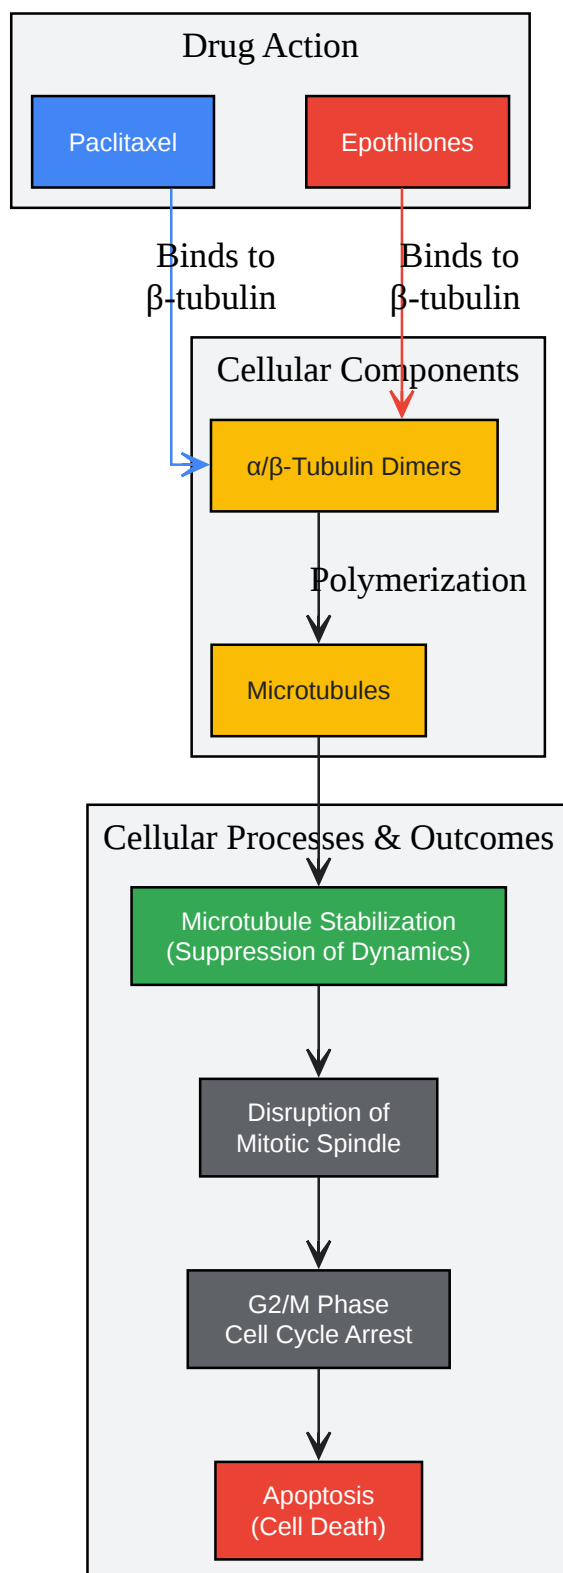 Drug Action
Paclitaxel
Epothilones
Binds to
β-tubulin
Binds to
β-tubulin
Cellular Components
α/β-Tubulin Dimers
Polymerization
Microtubules
Cellular Processes & Outcomes
Microtubule Stabilization
(Suppression of Dynamics)
Disruption of
Mitotic Spindle
G2/M Phase
Cell Cycle Arrest
Apoptosis
(Cell Death)